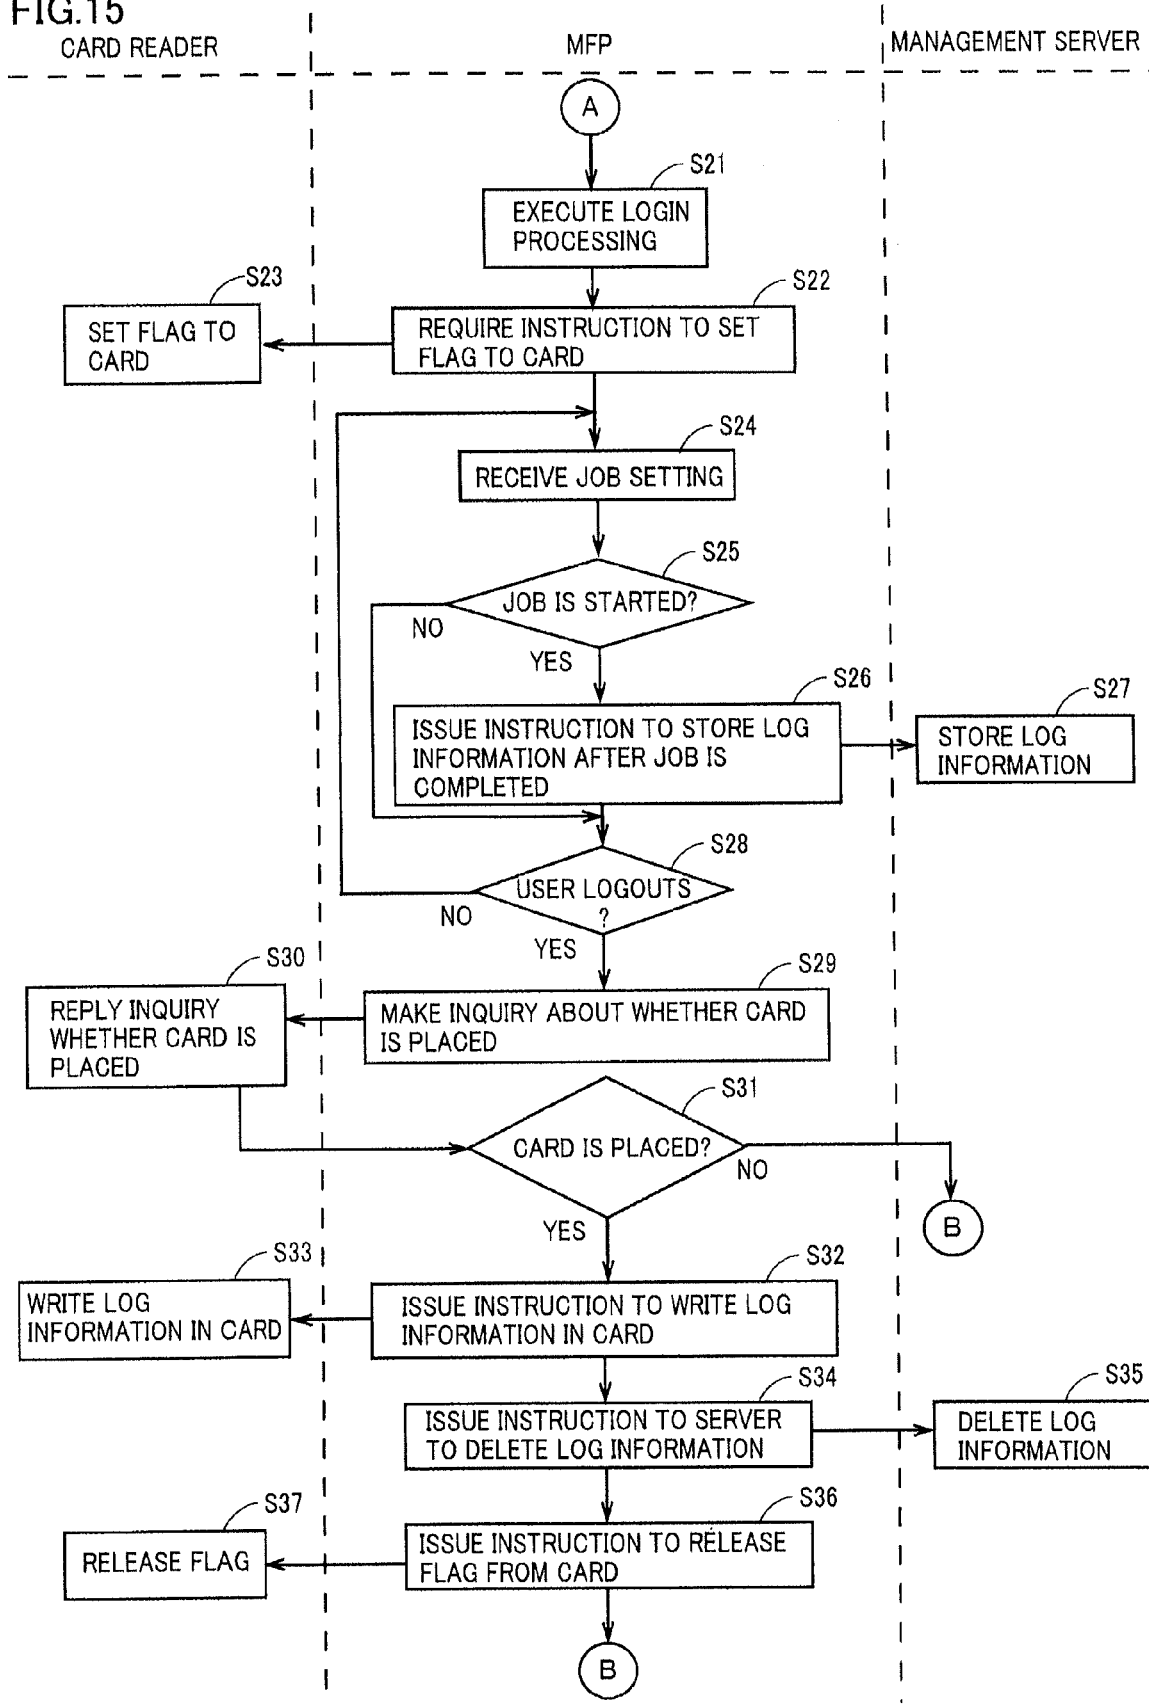 FIG.15
CARD READER
MFP
MANAGEMENT SERVER
A
S21
EXECUTE LOGIN
PROCESSING
S23
SET FLAG TO
CARD
S22
REQUIRE INSTRUCTION TO SET
FLAG TO CARD
S24
RECEIVE JOB SETTING
S25
JOB IS STARTED?
NO
YES
S26
ISSUE INSTRUCTION TO STORE LOG
INFORMATION AFTER JOB IS
COMPLETED
S27
STORE LOG
INFORMATION
S28
USER LOGOUTS
?
NO
YES
S30
REPLY INQUIRY
WHETHER CARD IS
PLACED
S29
MAKE INQUIRY ABOUT WHETHER CARD
IS PLACED
S31
CARD IS PLACED?
NO
YES
B
S33
WRITE LOG
INFORMATION IN CARD
S32
ISSUE INSTRUCTION TO WRITE LOG
INFORMATION IN CARD
S34
ISSUE INSTRUCTION TO SERVER
TO DELETE LOG INFORMATION
S35
DELETE LOG
INFORMATION
S37
RELEASE FLAG
S36
ISSUE INSTRUCTION TO RELEASE
FLAG FROM CARD
B